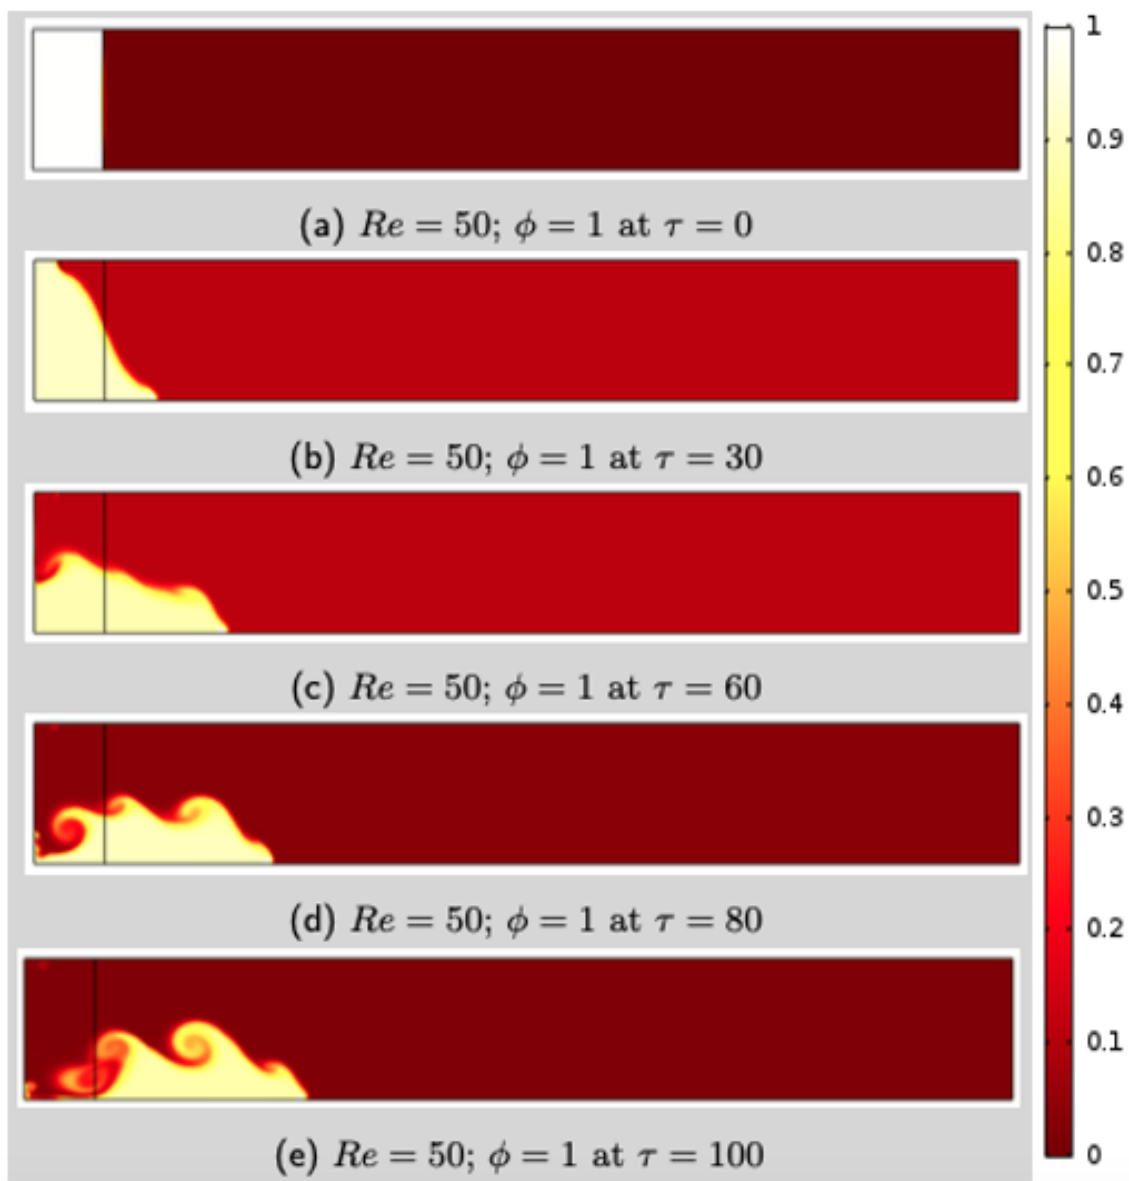 1
0.9
(a) Re = 50; ϕ = 1 at τ = 0
0.8
0.7
(b) Re = 50; ϕ = 1 at τ = 30
0.6
0.5
(c) Re = 50; ϕ = 1 at τ = 60
0.4
0.3
(d) Re = 50; ϕ = 1 at τ = 80
0.2
0.1
(e) Re = 50; ϕ = 1 at τ = 100
0